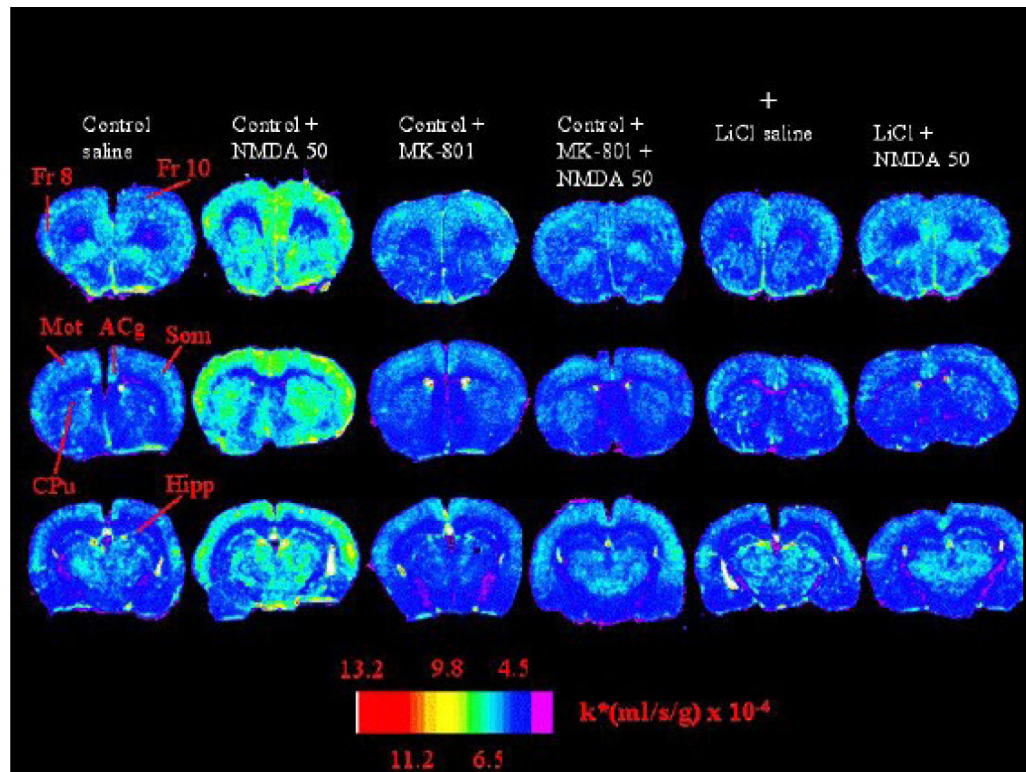 +
Control
saline
Control +
NMDA 50
Control +
MK-801
Control +
MK-801 +
NMDA 50
LiCl saline
LiCl +
NMDA 50
Fr 8
Fr 10
Mot
ACg
Som
CPu
Hipp
13.2
9.8
4.5
k*(ml/s/g) x 10-4
11.2
6.5